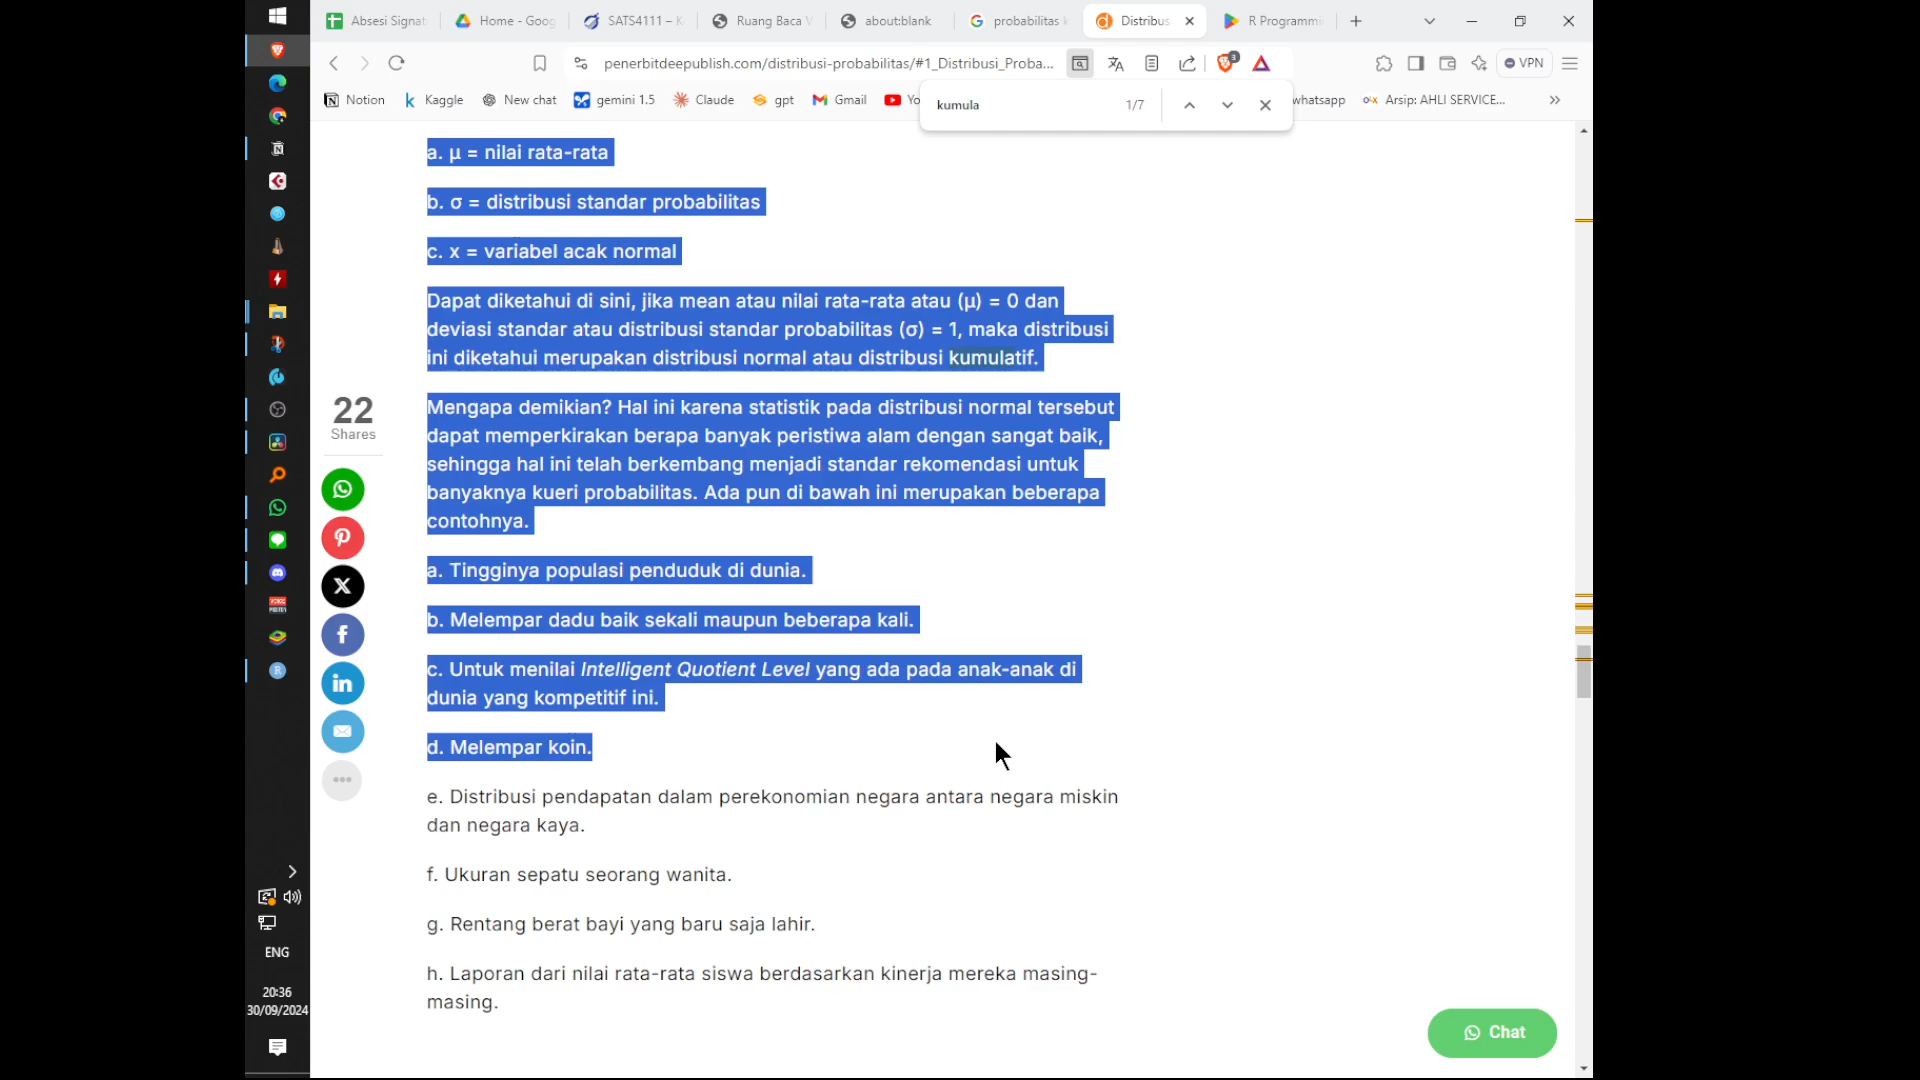 Absesi Signat
Home - Goog
SATS4111 – K
Ruang Baca V
about:blank
probabilitas k
Distribus
R Programmi
penerbitdeepublish.com/distribusi-probabilitas/#1_Distribusi_Proba...
3
VPN
Notion
Kaggle
New chat
gemini 1.5
Claude
gpt
Gmail
Yo
whatsapp
Arsip: AHLI SERVICE...
kumula
1/7
a. μ = nilai rata-rata
b. σ = distribusi standar probabilitas
c. x = variabel acak normal
Dapat diketahui di sini, jika mean atau nilai rata-rata atau (μ) = 0 dan
deviasi standar atau distribusi standar probabilitas (σ) = 1, maka distribusi
ini diketahui merupakan distribusi normal atau distribusi kumulatif.
22
Shares
Mengapa demikian? Hal ini karena statistik pada distribusi normal tersebut
dapat memperkirakan berapa banyak peristiwa alam dengan sangat baik,
sehingga hal ini telah berkembang menjadi standar rekomendasi untuk
banyaknya kueri probabilitas. Ada pun di bawah ini merupakan beberapa
contohnya.
a. Tingginya populasi penduduk di dunia.
b. Melempar dadu baik sekali maupun beberapa kali.
c. Untuk menilai Intelligent Quotient Level yang ada pada anak-anak di
dunia yang kompetitif ini.
d. Melempar koin.
e. Distribusi pendapatan dalam perekonomian negara antara negara miskin
dan negara kaya.
f. Ukuran sepatu seorang wanita.
g. Rentang berat bayi yang baru saja lahir.
h. Laporan dari nilai rata-rata siswa berdasarkan kinerja mereka masing-
masing.
Chat
ENG
20:36
30/09/2024